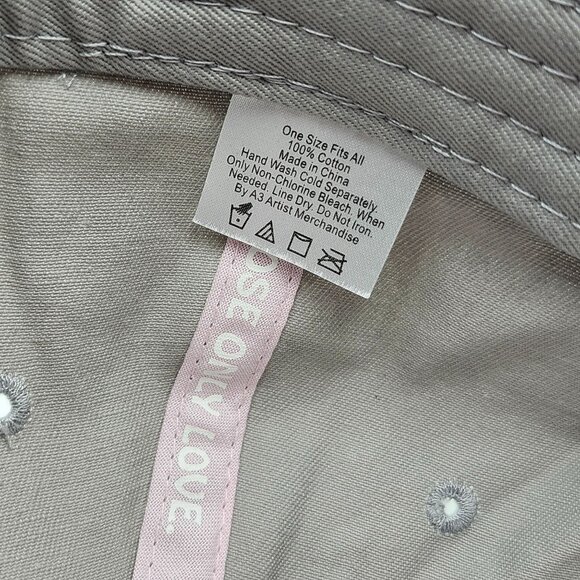 One Size Fits All
100% Cotton
Made in China
Hand Wash Cold Separately.
Only Non-Chlorine Bleach, When
Needed. Line Dry. Do Not Iron.
By A3 Artist Merchandise
OSE ONLY LOVE.